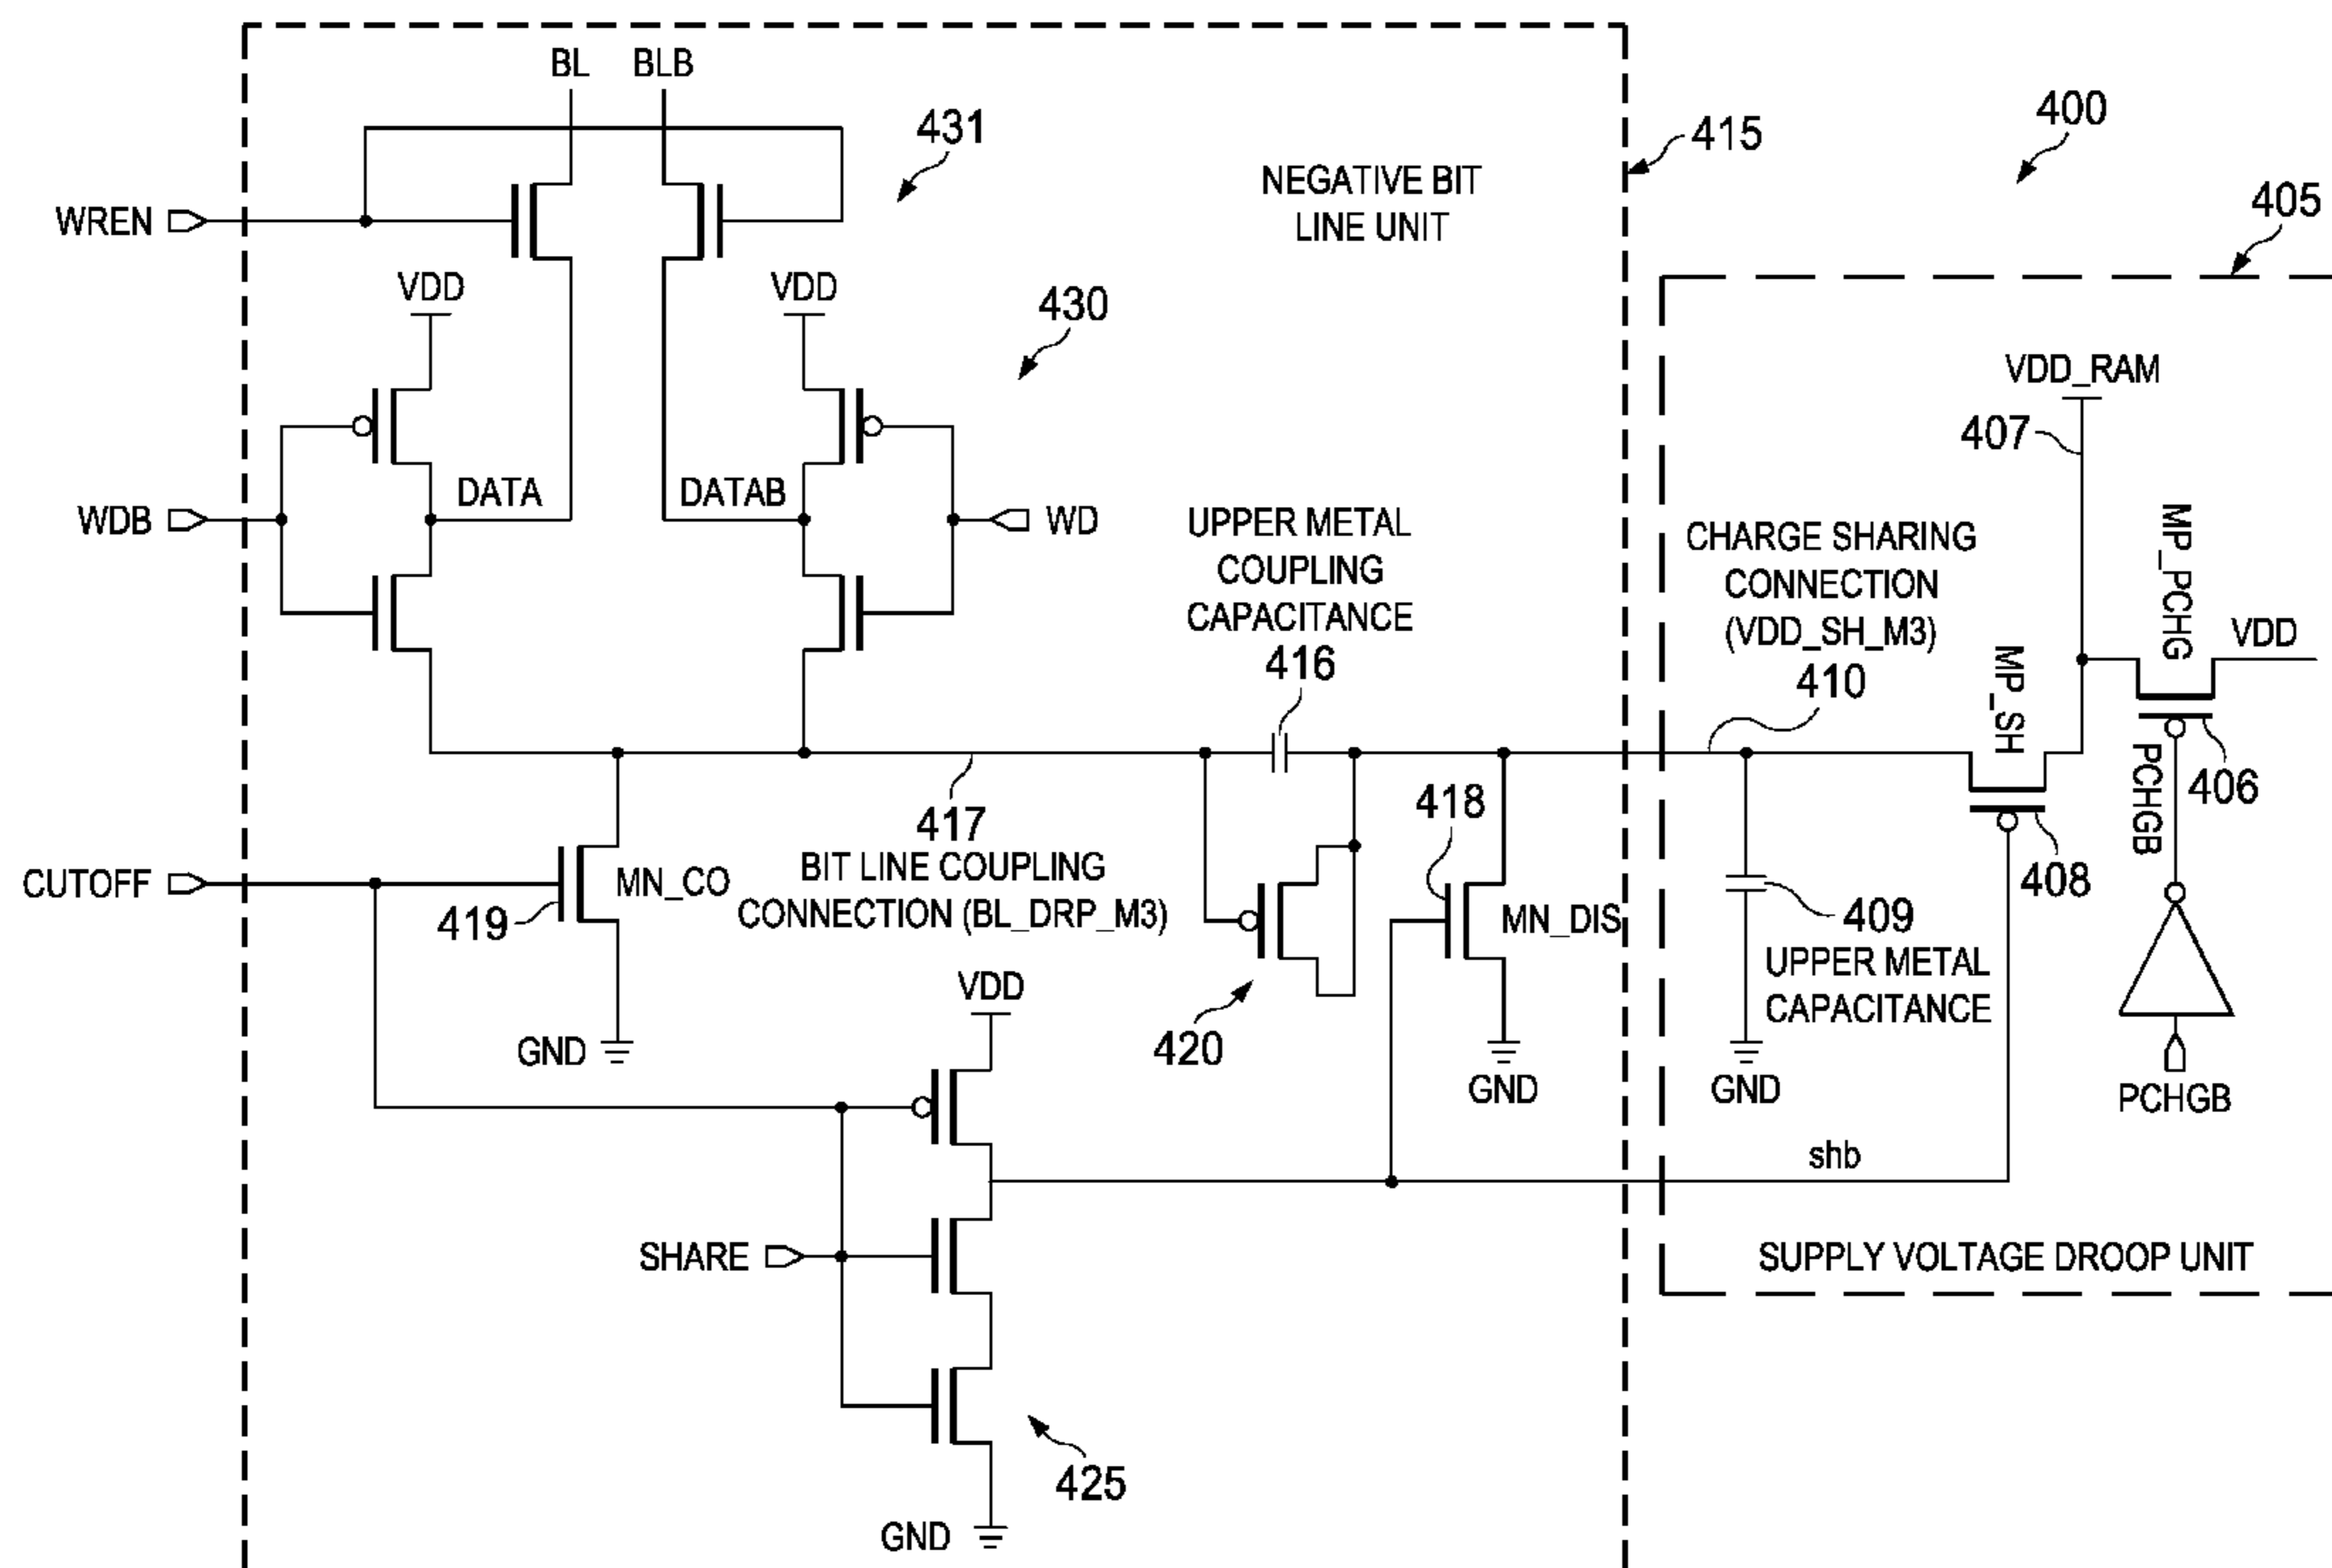 BL
BLB
431
NEGATIVE BIT
LINE UNIT
415
400
405
WREN
VDD
VDD
430
VDD_RAM
407
WDB
DATA
DATAB
WD
UPPER METAL
COUPLING
CAPACITANCE
416
CHARGE SHARING
CONNECTION
(VDD_SH_M3)
410
MP_SH
MP_PCHG
VDD
406
PCHGB
408
417
BIT LINE COUPLING
CONNECTION (BL_DRP_M3)
418
CUTOFF
MN_CO
419
MN_DIS
409
UPPER METAL
CAPACITANCE
GND
VDD
420
GND
GND
PCHGB
shb
SHARE
SUPPLY VOLTAGE DROOP UNIT
425
GND